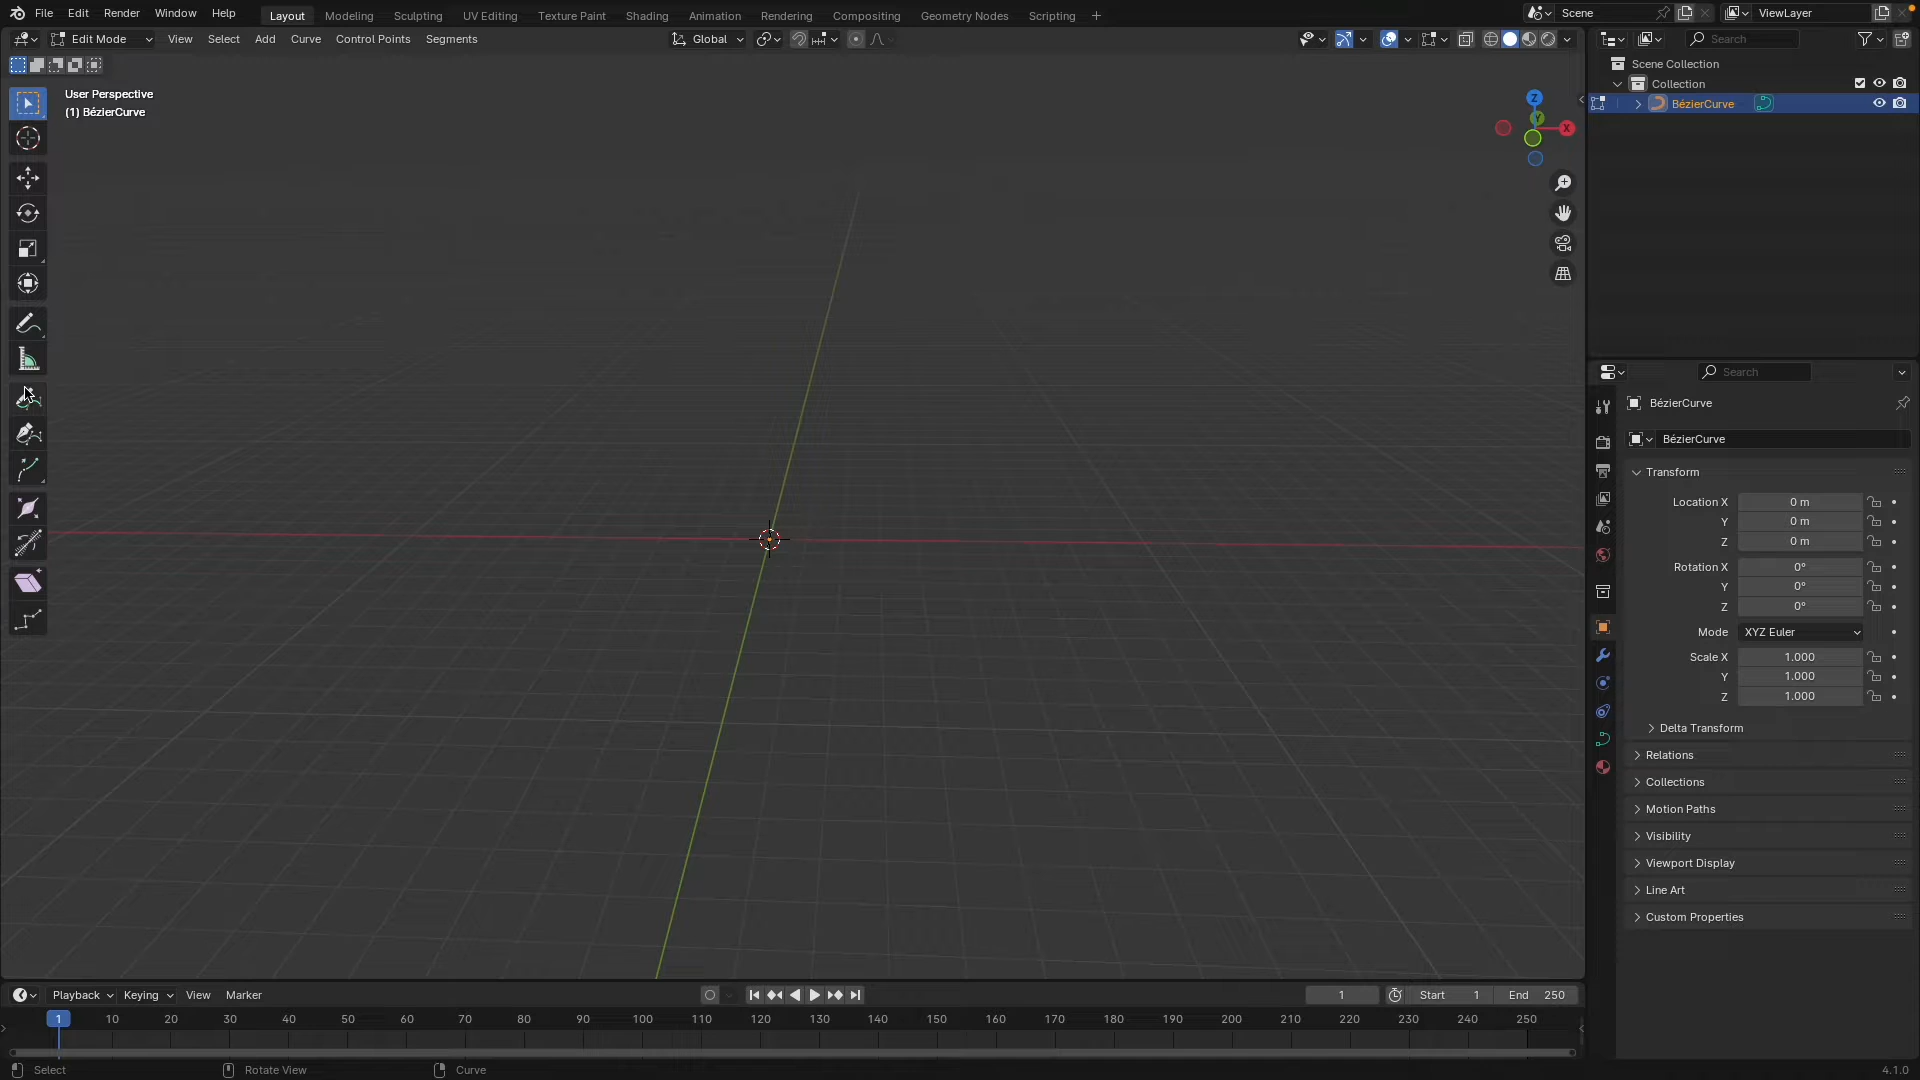 File Edit Render Window Help Layout Modeling Sculpting UV Editing Texture Paint Shading Animation Rendering Compositing Geometry Nodes Scripting + Scene ViewLayer
Edit Mode View Select Add Curve Control Points Segments Global Search
User Perspective
(1) BézierCurve
Z
Y
X
Scene Collection
Collection
BézierCurve
Search
BézierCurve
BézierCurve
Transform
Location X 0 m
Y 0 m
Z 0 m
Rotation X 0°
Y 0°
Z 0°
Mode XYZ Euler
Scale X 1.000
Y 1.000
Z 1.000
Delta Transform
Relations
Collections
Motion Paths
Visibility
Viewport Display
Line Art
Custom Properties
Playback Keying View Marker 1 Start 1 End 250
1 10 20 30 40 50 60 70 80 90 100 110 120 130 140 150 160 170 180 190 200 210 220 230 240 250
Select Rotate View Curve 4.1.0